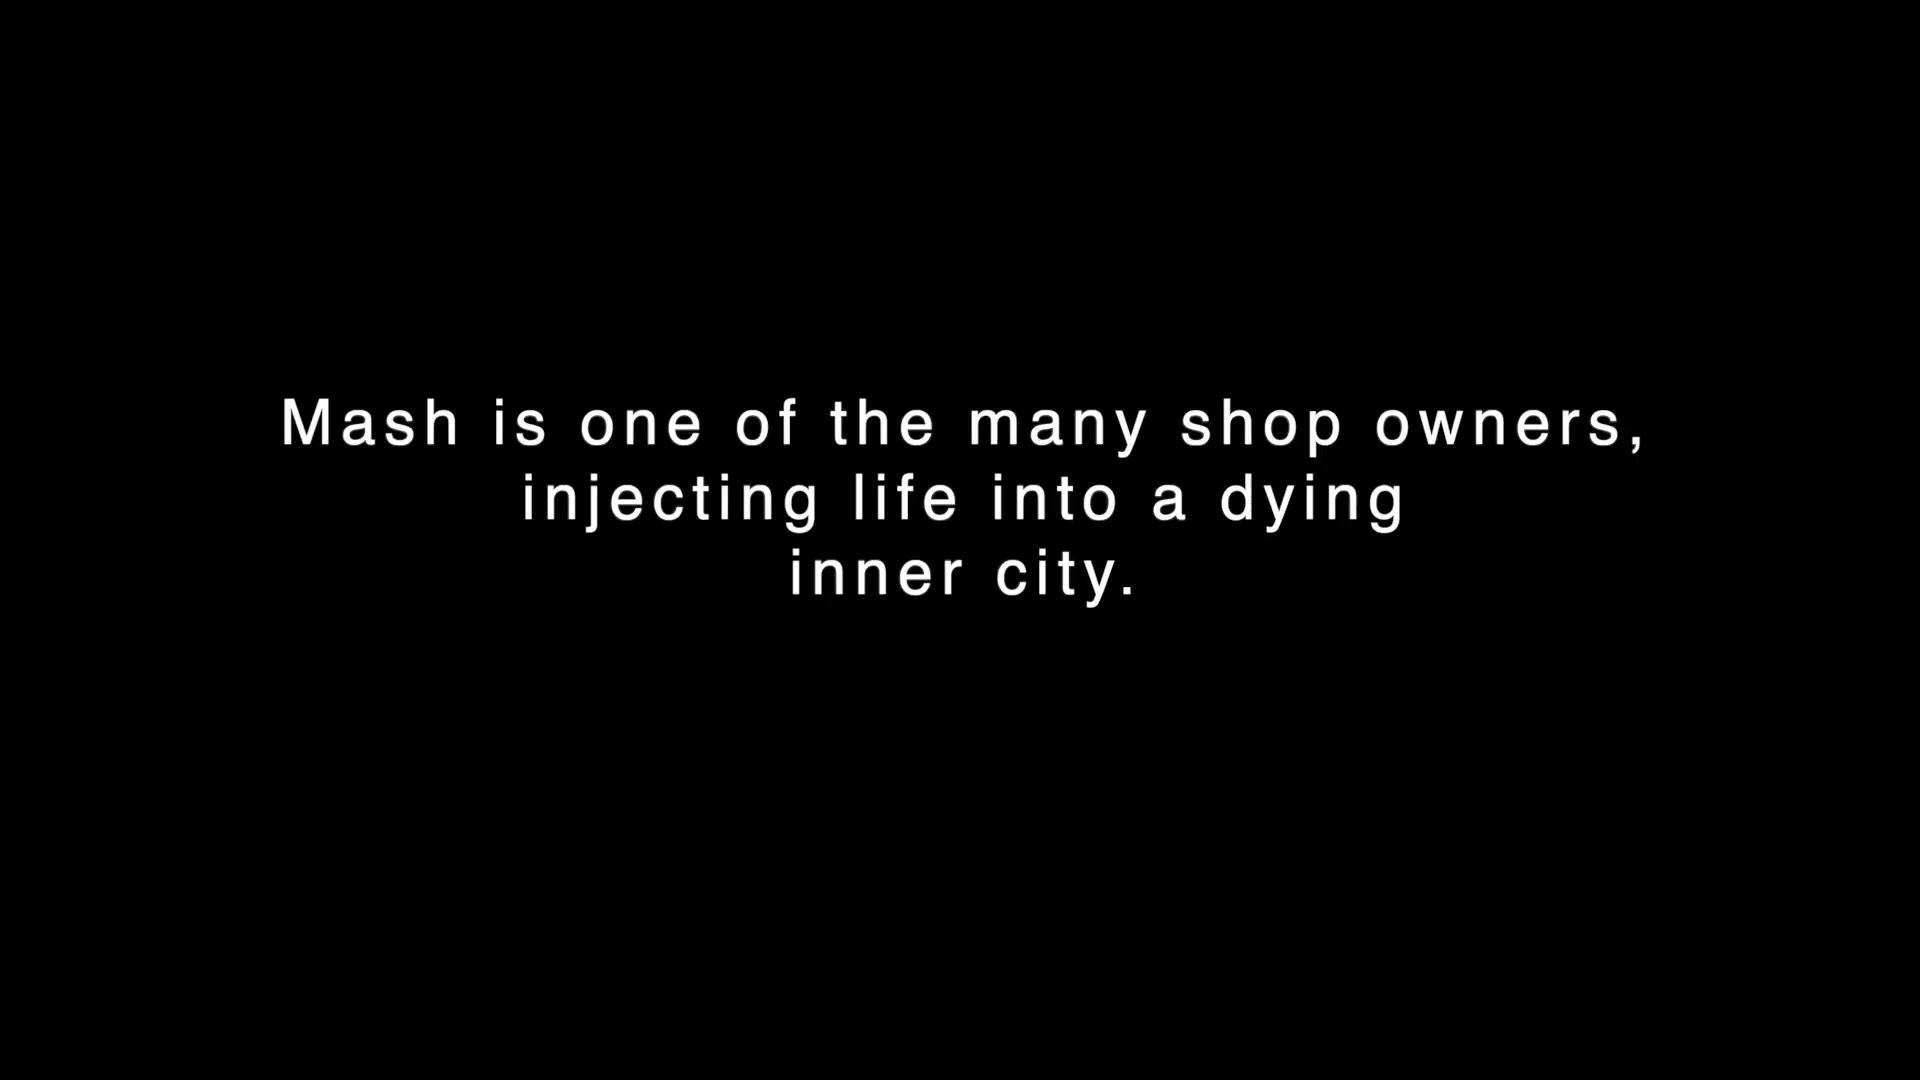 Mash is one of the many shop owners,
injecting life into a dying
inner city.